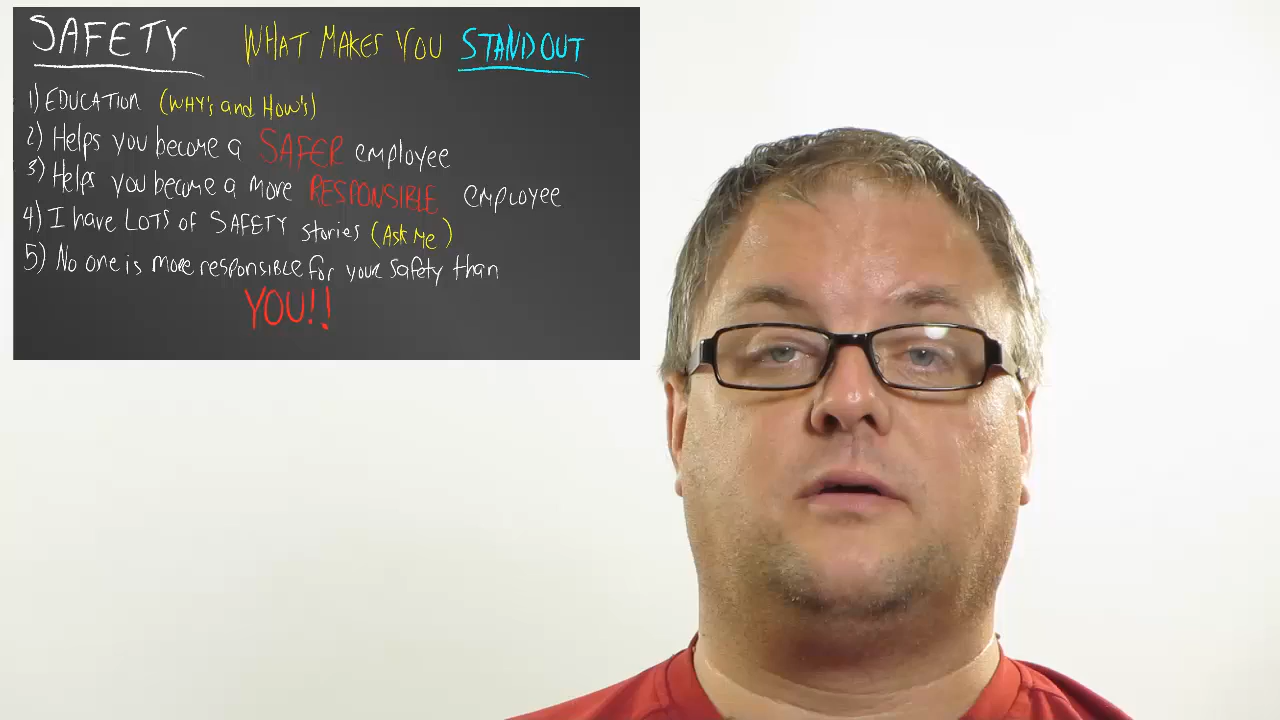 SAFETY WHAT MAKES YOU STANDOUT
1) EDUCATION (WHY's and How's)
2) Helps you become a SAFER employee
3) Helps you become a more RESPONSIBLE employee
4) I have LOTS OF SAFETY stories (Ask Me)
5) No one is more responsible for your safety than
YOU!!